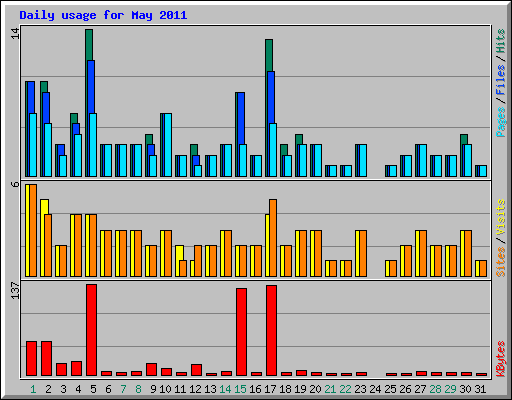 Daily usage for May 2011
14
Pages / Files / Hits
6
Sites / Visits
137
KBytes
1 2 3 4 5 6 7 8 9 10 11 12 13 14 15 16 17 18 19 20 21 22 23 24 25 26 27 28 29 30 31